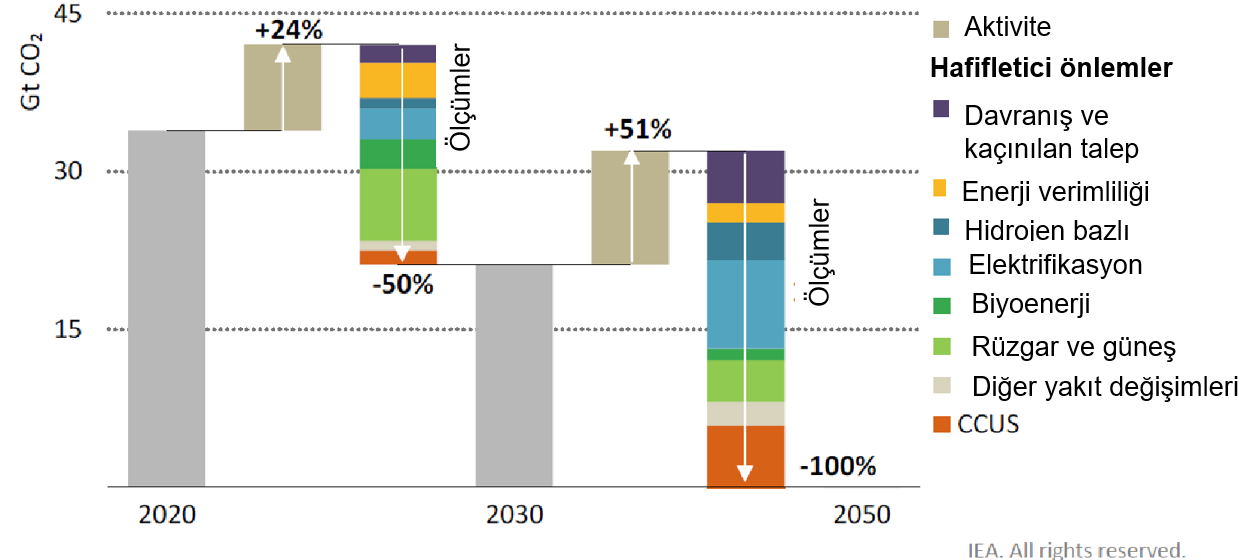 45
Gt CO₂
30
15
+24%
Ölçümler
-50%
+51%
Ölçümler
-100%
2020
2030
2050
Aktivite
Hafifletici önlemler
Davranış ve
kaçınılan talep
Enerji verimliliği
Hidrojen bazlı
Elektrifikasyon
Biyoenerji
Rüzgar ve güneş
Diğer yakıt değişimleri
CCUS
IEA. All rights reserved.